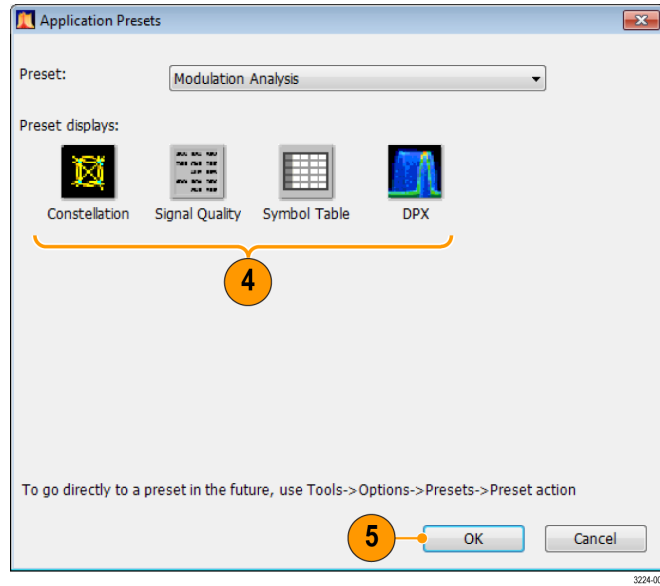 Application Presets
Preset:
Modulation Analysis
Preset displays:
Constellation
Signal Quality
Symbol Table
DPX
4
To go directly to a preset in the future, use Tools->Options->Presets->Preset action
5
OK
Cancel